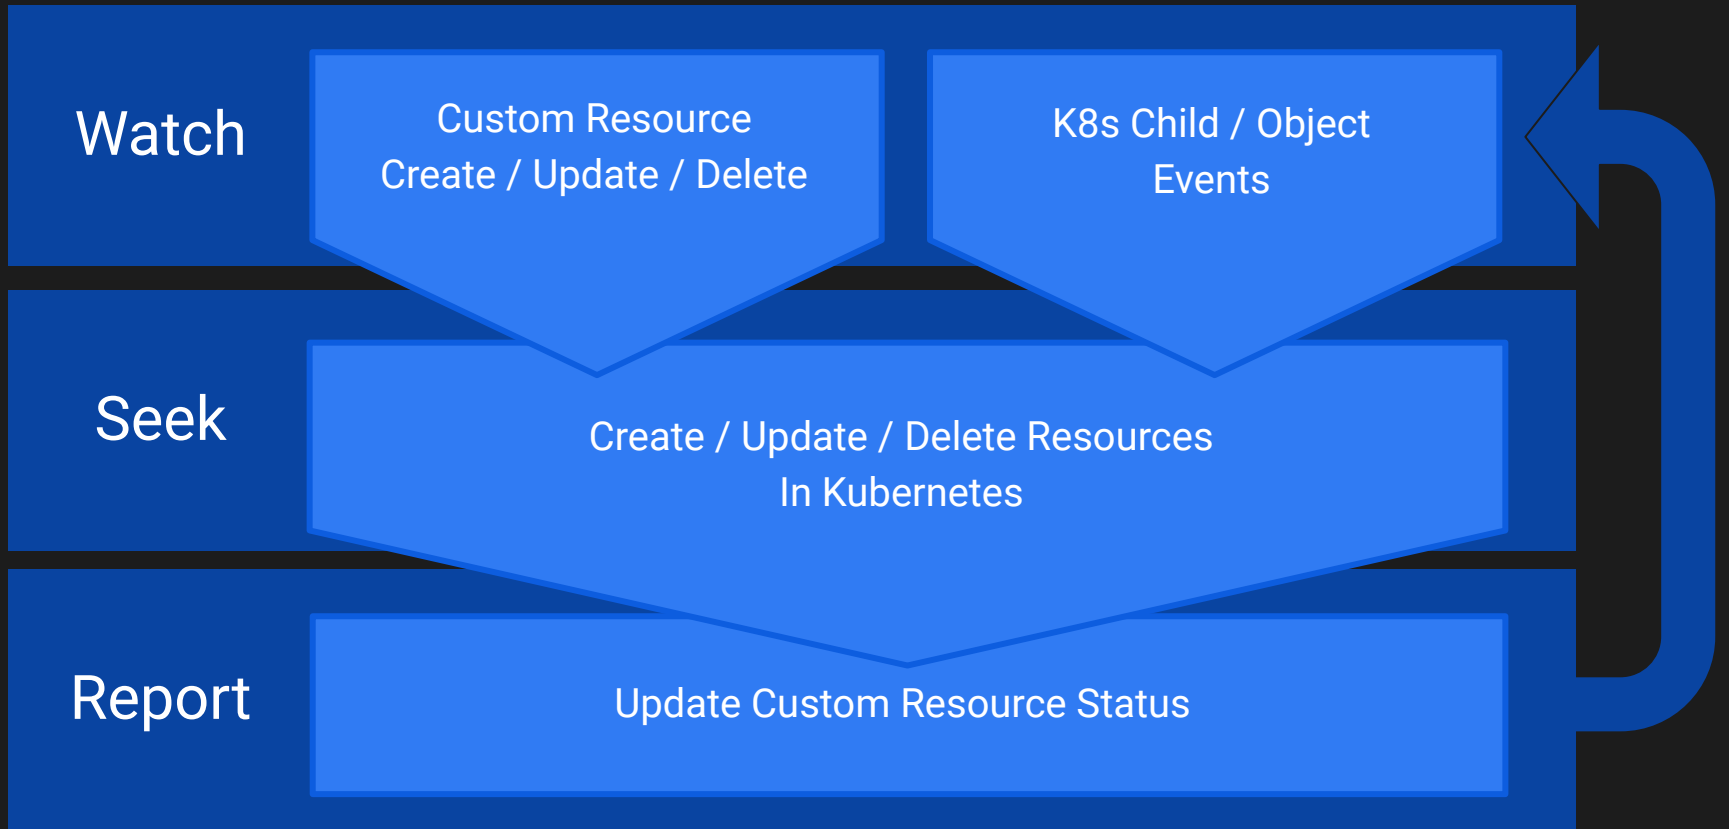 Watch
Custom Resource
Create / Update / Delete
K8s Child / Object
Events
Seek
Create / Update / Delete Resources
In Kubernetes
Report
Update Custom Resource Status